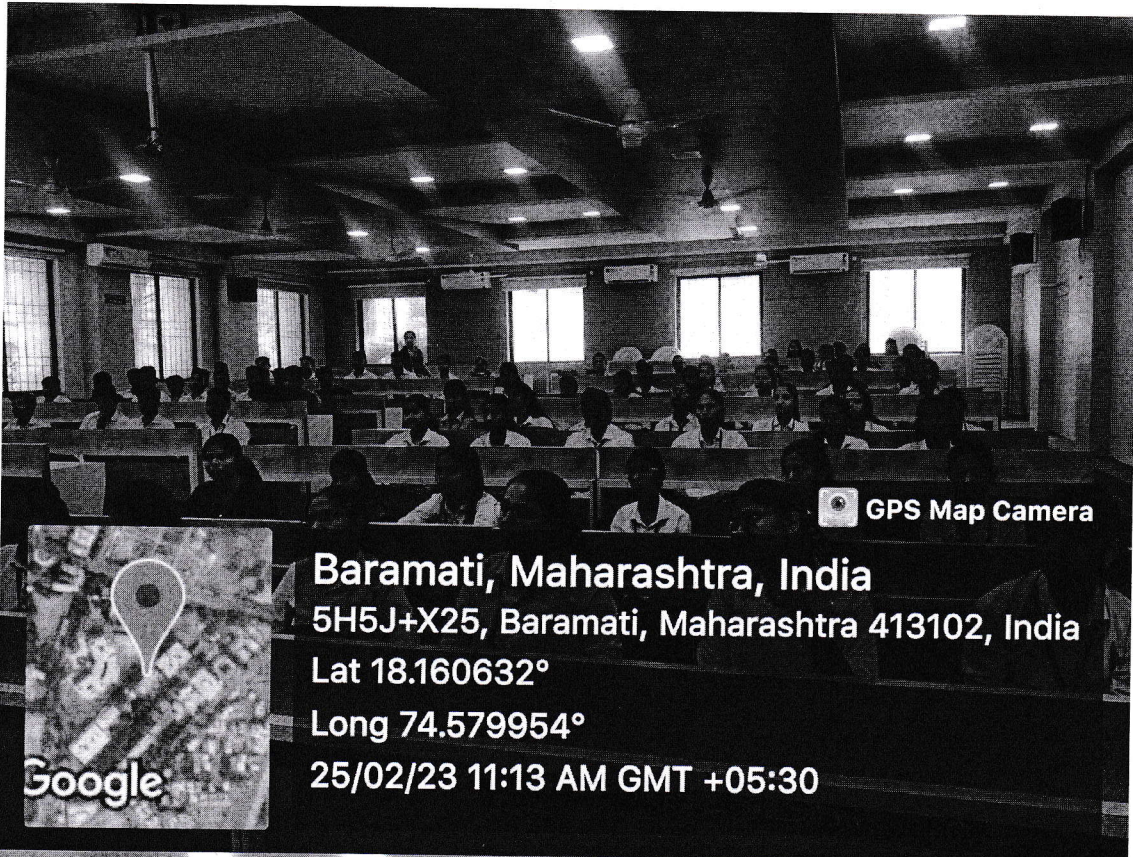 GPS Map Camera
Baramati, Maharashtra, India
5H5J+X25, Baramati, Maharashtra 413102, India
Lat 18.160632°
Long 74.579954°
25/02/23 11:13 AM GMT +05:30
Google